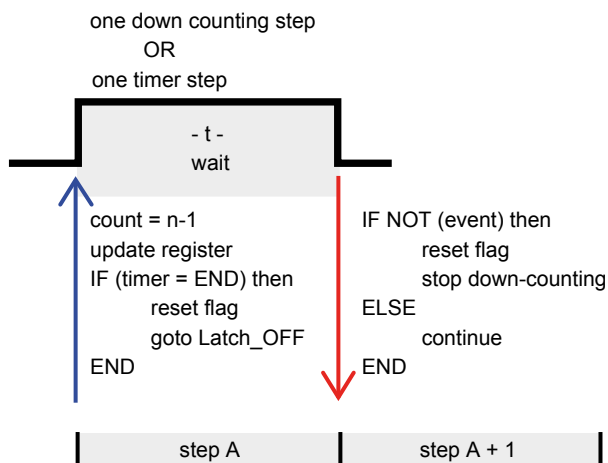 one down counting step
OR
one timer step
- t -
wait
count = n-1
update register
IF (timer = END) then
reset flag
goto Latch_OFF
END
IF NOT (event) then
reset flag
stop down-counting
ELSE
continue
END
step A
step A + 1